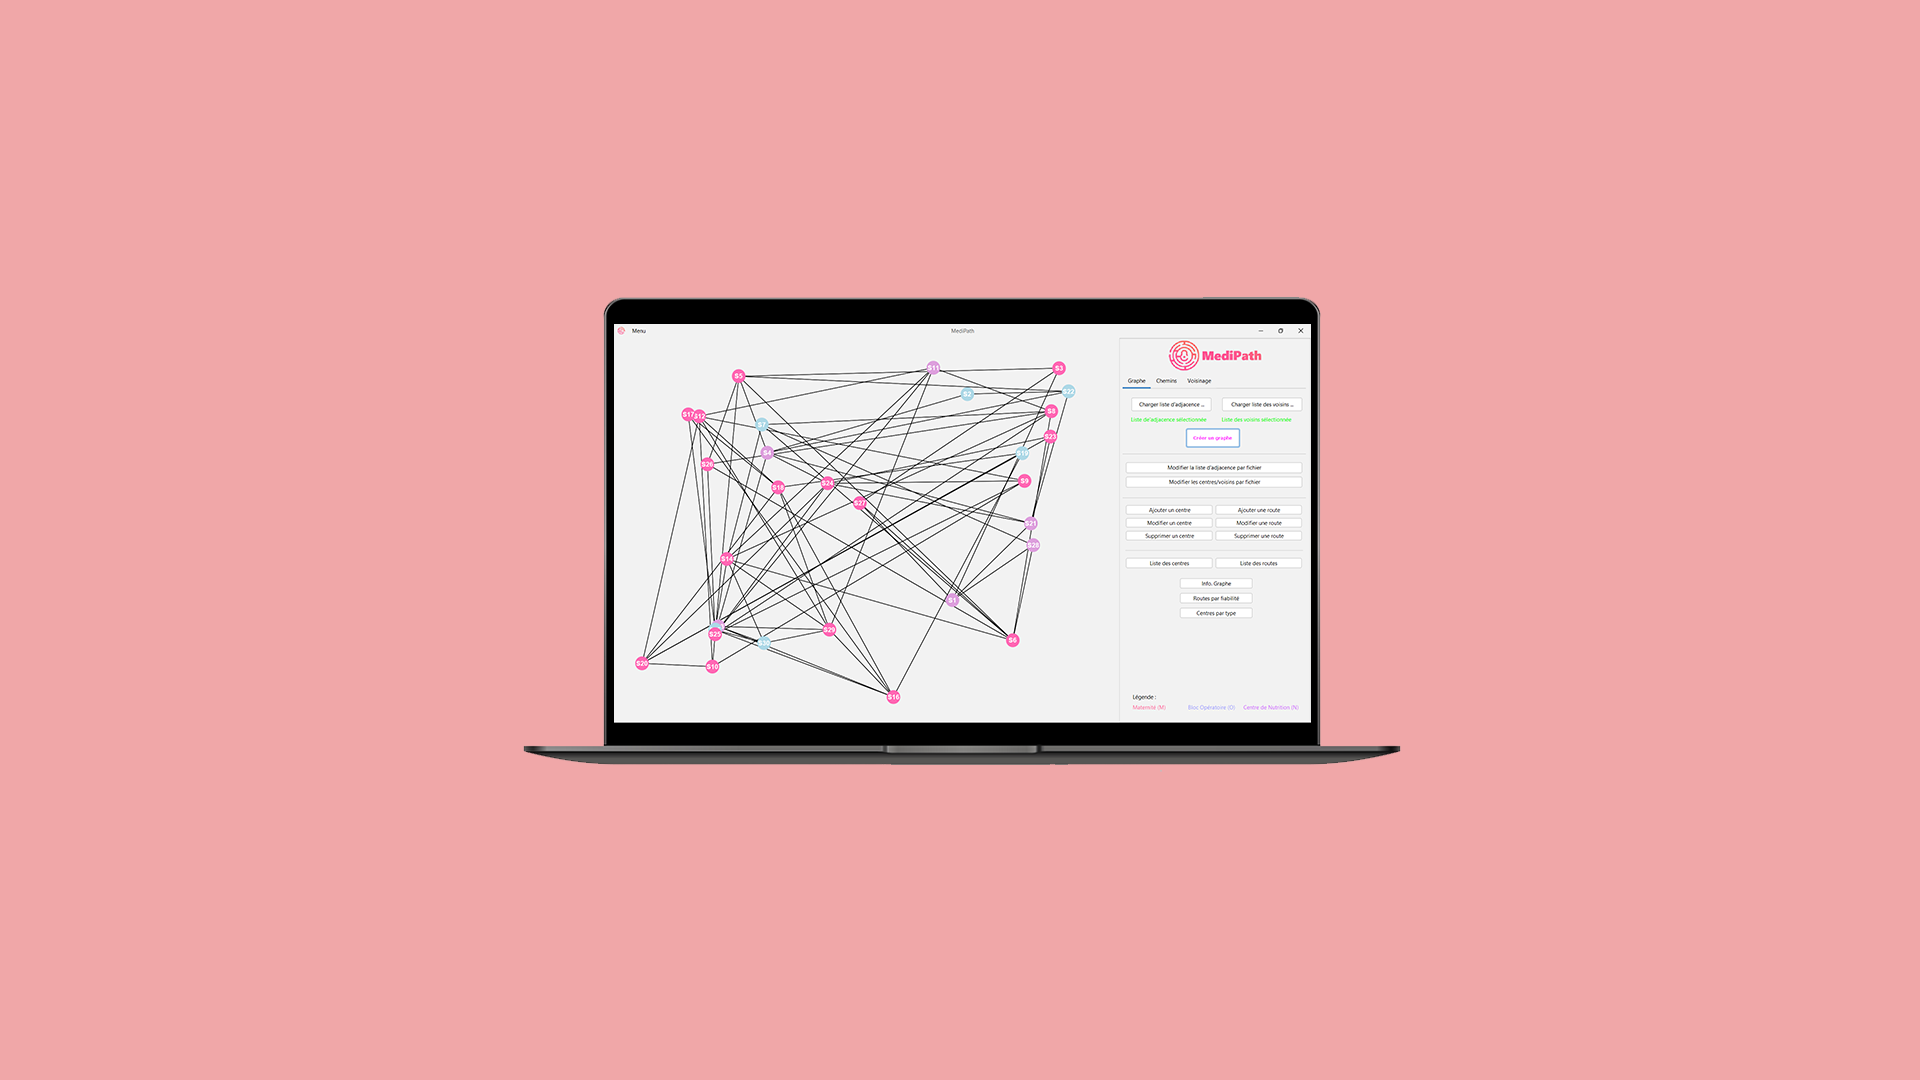 Menu
MediPath
MediPath
Graphe Chemins Voisinage
Charger liste d'adjacence ... Charger liste des voisins ...
Liste de'adjacence sélectionnée Liste des voisins sélectionnée
Créer un graphe
Modifier la liste d'adjacence par fichier
Modifier les centres/voisins par fichier
Ajouter un centre Ajouter une route
Modifier un centre Modifier une route
Supprimer un centre Supprimer une route
Liste des centres Liste des routes
Info. Graphe
Routes par fiabilité
Centres par type
Légende :
Maternité (M) Bloc Opératoire (O) Centre de Nutrition (N)
S11
S3
S5
S2
S22
S8
S17
S12
S7
S23
S4
S26
S9
S24
S18
S27
S21
S28
S14
S1
S29
S25
S6
S30
S20